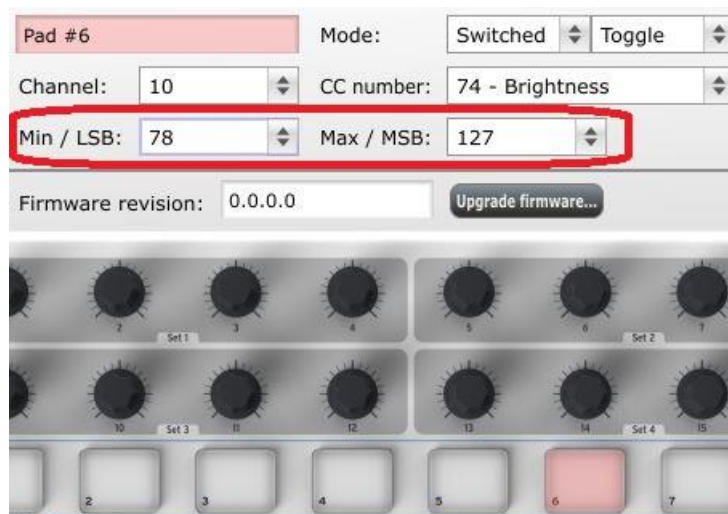 Pad #6 Mode: Switched Toggle
Channel: 10 CC number: 74 - Brightness
Min / LSB: 78 Max / MSB: 127
Firmware revision: 0.0.0.0 Upgrade firmware...
2 3 4 5 6 7
Set 1 Set 2
10 11 12 13 14 15
Set 3 Set 4
2 3 4 5 6 7